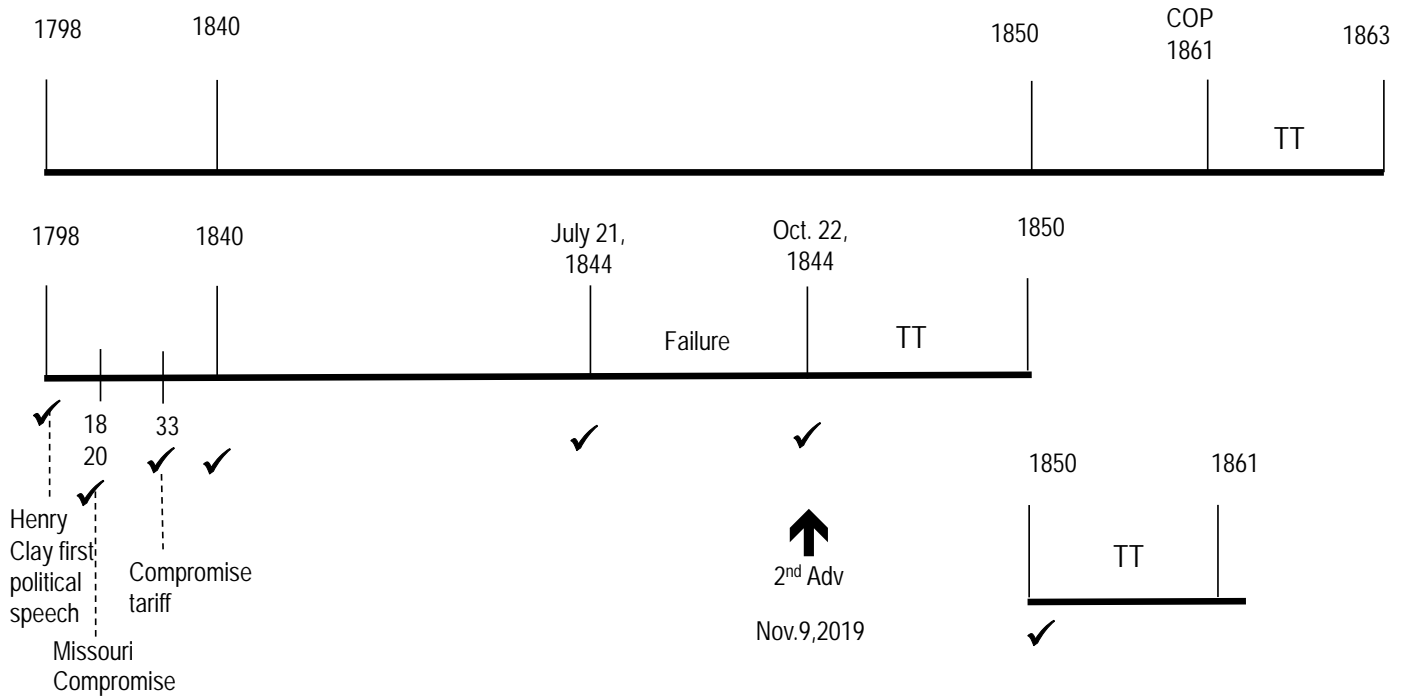 1798
1840
1850
COP
1861
1863
TT
1798
1840
July 21,
1844
Oct. 22,
1844
1850
Failure
TT
18
20
33
Henry
Clay first
political
speech
Missouri
Compromise
Compromise
tariff
2nd Adv
Nov.9,2019
1850
1861
TT